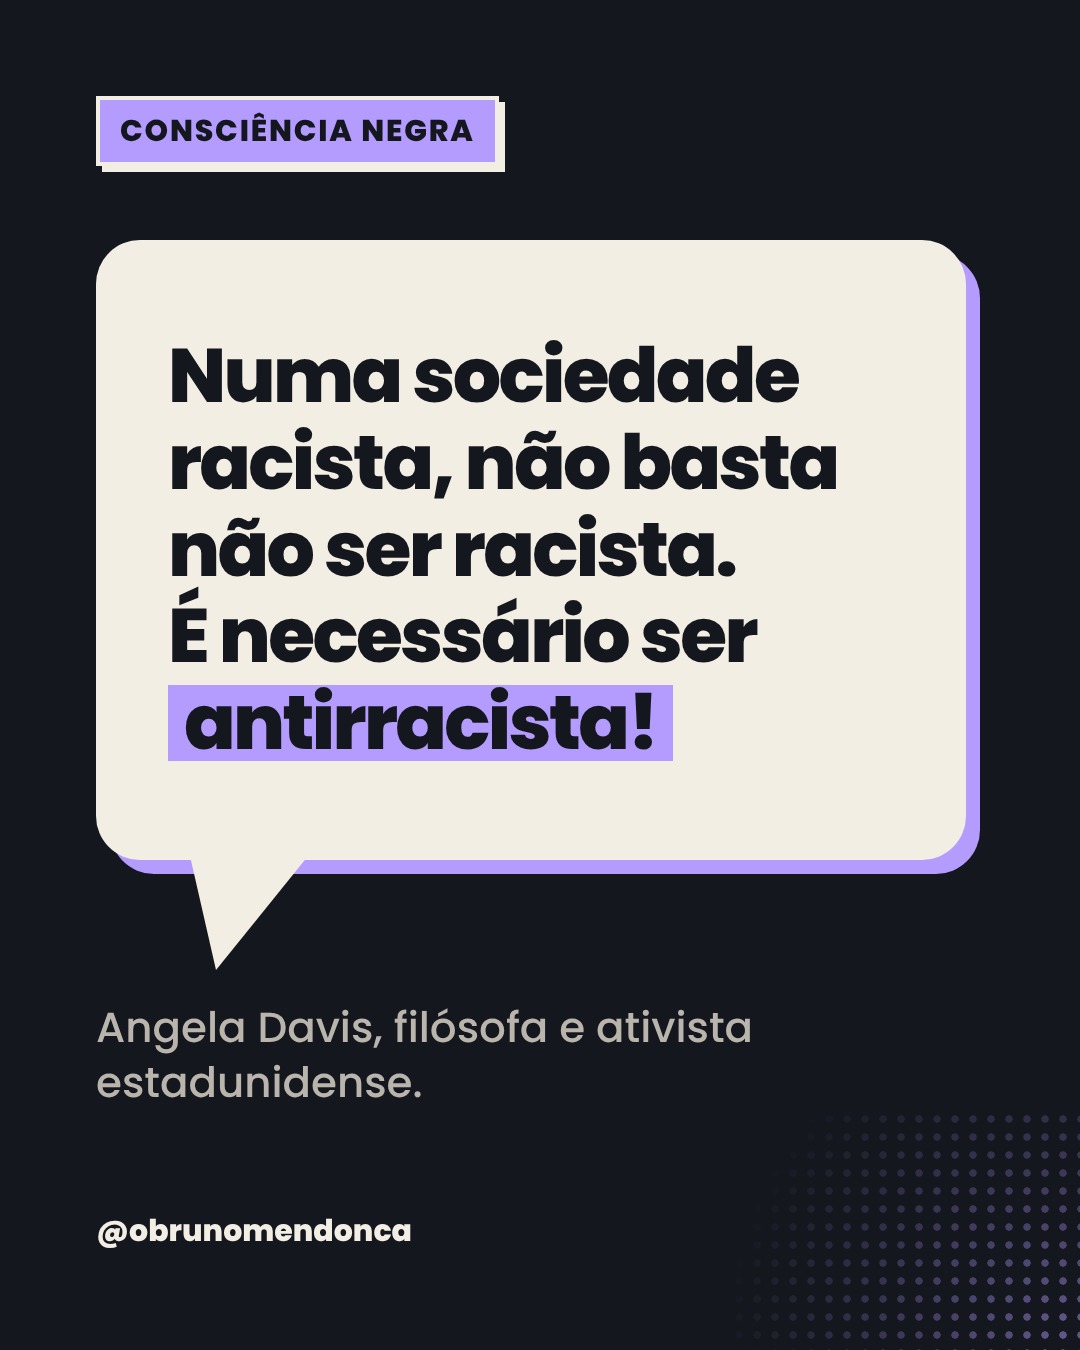 CONSCIÊNCIA NEGRA
Numa sociedade
racista, não basta
não ser racista.
É necessário ser
antirracista!
Angela Davis, filósofa e ativista
estadunidense.
@obrunomendonca